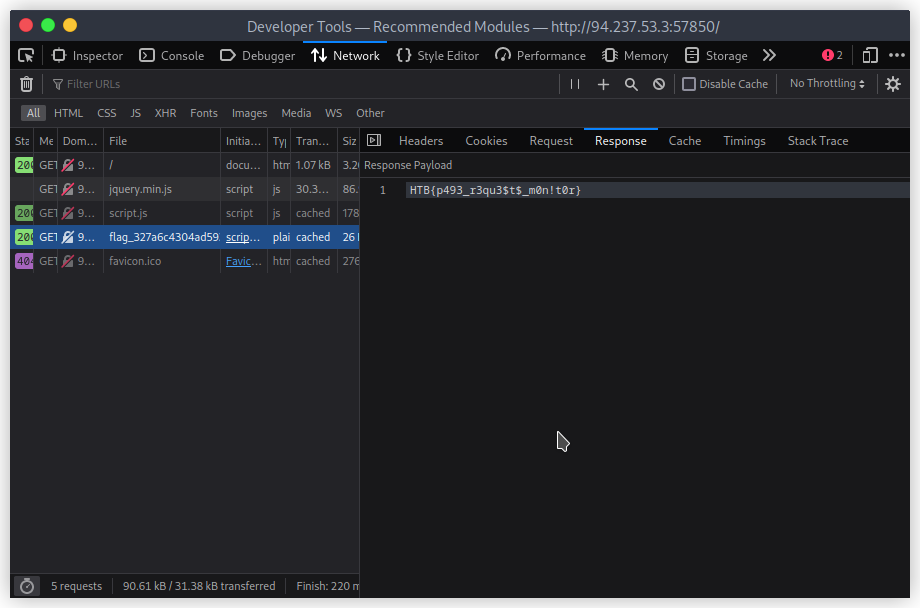 Developer Tools — Recommended Modules — http://94.237.53.3:57850/
Inspector Console Debugger Network Style Editor Performance Memory Storage 2
Filter URLs Disable Cache No Throttling
All HTML CSS JS XHR Fonts Images Media WS Other
Sta Me Dom… File Initia… Ty Tran… Siz Headers Cookies Request Response Cache Timings Stack Trace
200 GET 9… / docu… htm 1.07 kB 3.20 Response Payload
GET 9… jquery.min.js script js 30.3… 86. 1 HTB{p493_r3qu3$t$_m0n!t0r}
200 GET 9… script.js script js cached 178
200 GET 9… flag_327a6c4304ad59 scrip… plai cached 26
404 GET 9… favicon.ico Favic… htm cached 276
5 requests 90.61 kB / 31.38 kB transferred Finish: 220 m